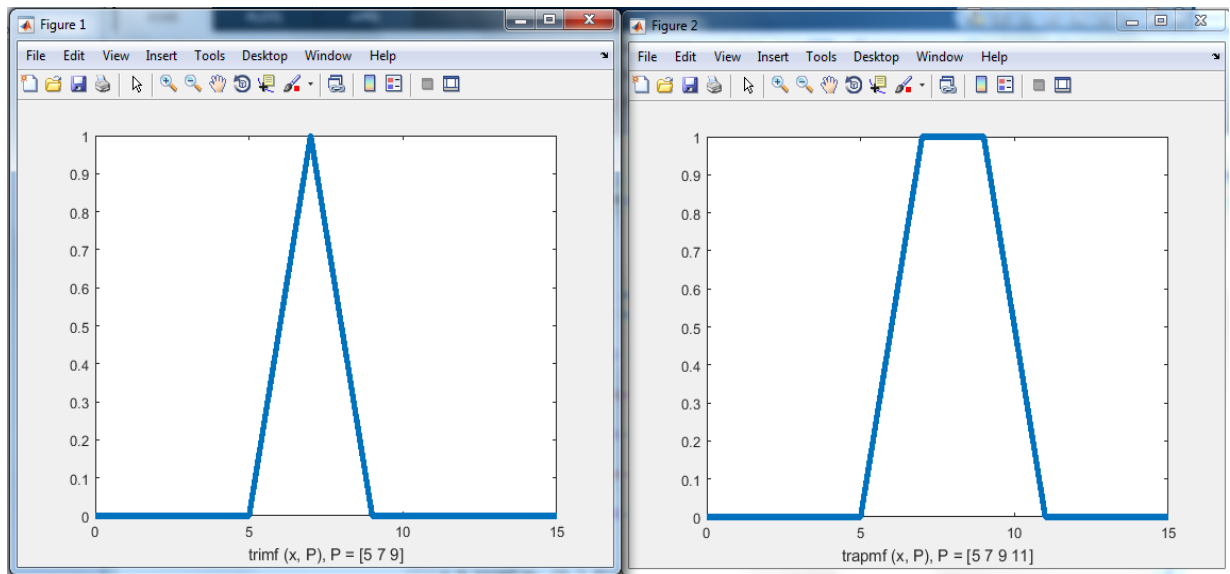 Figure 1
File Edit View Insert Tools Desktop Window Help
1
0.9
0.8
0.7
0.6
0.5
0.4
0.3
0.2
0.1
0
0 5 10 15
trimf (x, P), P = [5 7 9]
Figure 2
File Edit View Insert Tools Desktop Window Help
1
0.9
0.8
0.7
0.6
0.5
0.4
0.3
0.2
0.1
0
0 5 10 15
trapmf (x, P), P = [5 7 9 11]